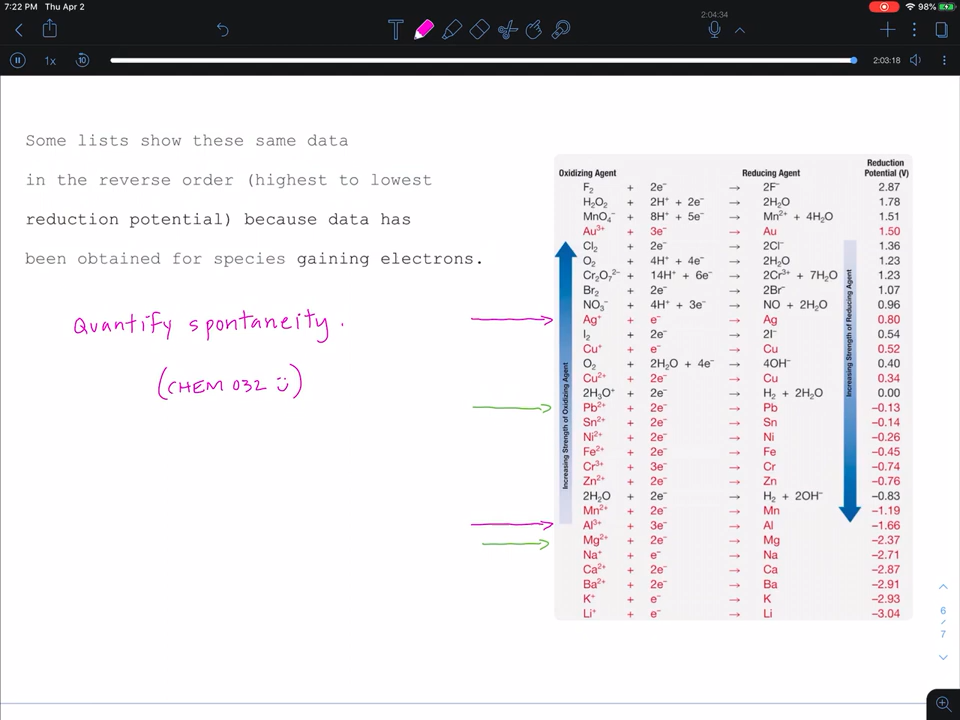 7:22 PM Thu Apr 2
98%
2:04:34
T
1x
10
2:03:18
Some lists show these same data
in the reverse order (highest to lowest
reduction potential) because data has
been obtained for species gaining electrons.
Quantify spontaneity.
(CHEM 032 ü)
Oxidizing Agent Reducing Agent Reduction Potential (V)
F₂ + 2e⁻ → 2F⁻ 2.87
H₂O₂ + 2H⁺ + 2e⁻ → 2H₂O 1.78
MnO₄⁻ + 8H⁺ + 5e⁻ → Mn²⁺ + 4H₂O 1.51
Au³⁺ + 3e⁻ → Au 1.50
Cl₂ + 2e⁻ → 2Cl⁻ 1.36
O₂ + 4H⁺ + 4e⁻ → 2H₂O 1.23
Cr₂O₇²⁻ + 14H⁺ + 6e⁻ → 2Cr³⁺ + 7H₂O 1.23
Br₂ + 2e⁻ → 2Br⁻ 1.07
NO₃⁻ + 4H⁺ + 3e⁻ → NO + 2H₂O 0.96
Ag⁺ + e⁻ → Ag 0.80
I₂ + 2e⁻ → 2I⁻ 0.54
Cu⁺ + e⁻ → Cu 0.52
O₂ + 2H₂O + 4e⁻ → 4OH⁻ 0.40
Cu²⁺ + 2e⁻ → Cu 0.34
2H₃O⁺ + 2e⁻ → H₂ + 2H₂O 0.00
Pb²⁺ + 2e⁻ → Pb −0.13
Sn²⁺ + 2e⁻ → Sn −0.14
Ni²⁺ + 2e⁻ → Ni −0.26
Fe²⁺ + 2e⁻ → Fe −0.45
Cr³⁺ + 3e⁻ → Cr −0.74
Zn²⁺ + 2e⁻ → Zn −0.76
2H₂O + 2e⁻ → H₂ + 2OH⁻ −0.83
Mn²⁺ + 2e⁻ → Mn −1.19
Al³⁺ + 3e⁻ → Al −1.66
Mg²⁺ + 2e⁻ → Mg −2.37
Na⁺ + e⁻ → Na −2.71
Ca²⁺ + 2e⁻ → Ca −2.87
Ba²⁺ + 2e⁻ → Ba −2.91
K⁺ + e⁻ → K −2.93
Li⁺ + e⁻ → Li −3.04
Increasing Strength of Oxidizing Agent
Increasing Strength of Reducing Agent
6
/
7